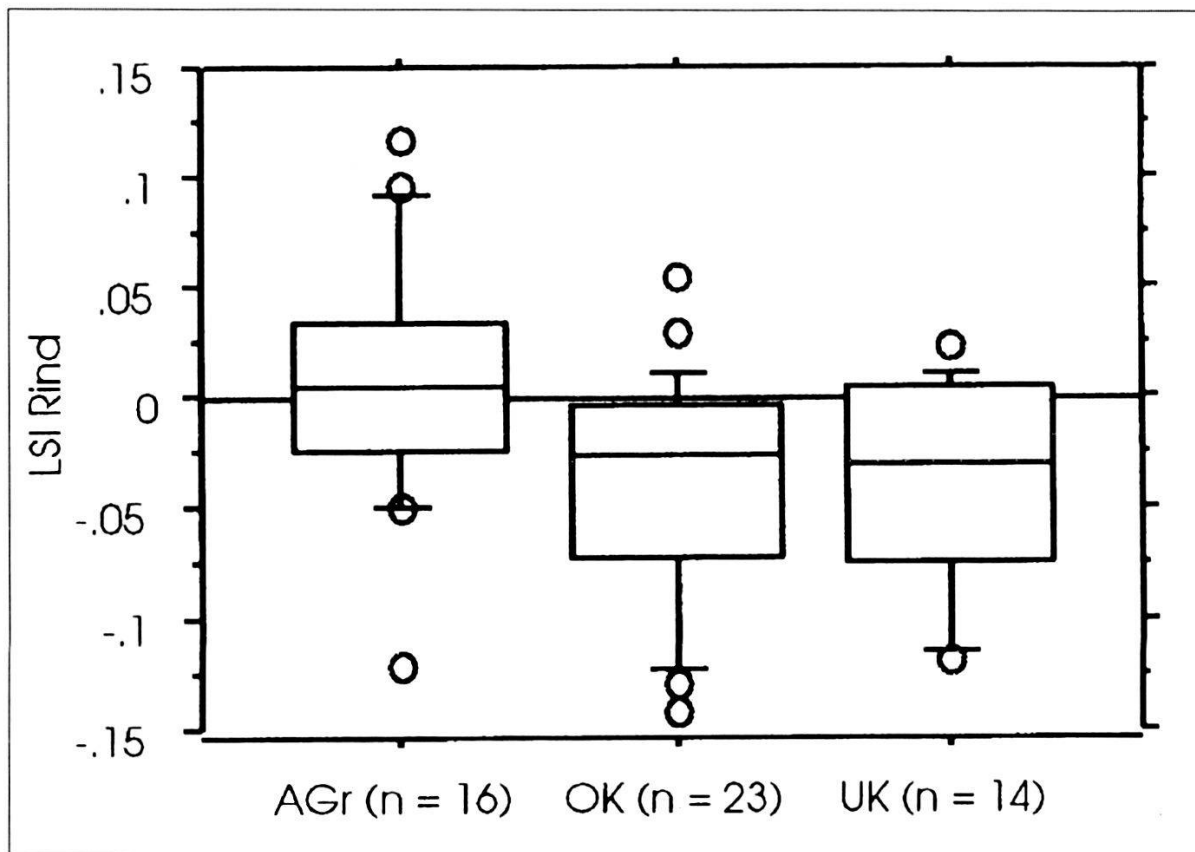 .15
.1
.05
0
-.05
-.1
-.15
LSI Rind
AGr (n = 16)
OK (n = 23)
UK (n = 14)